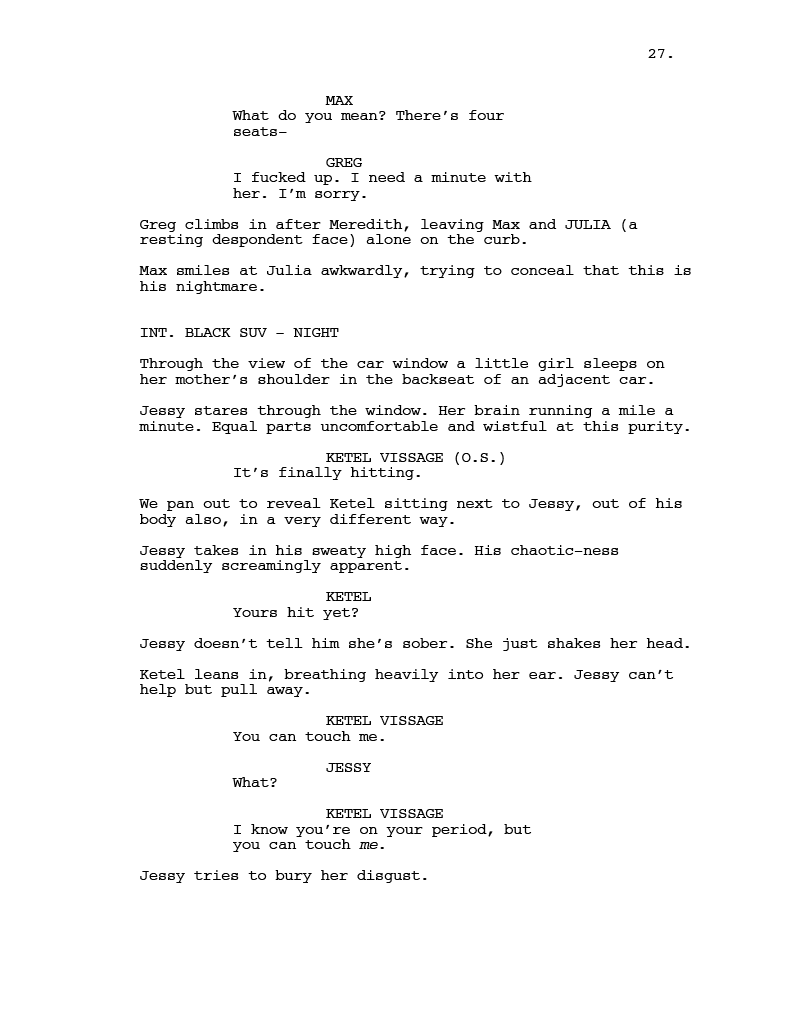 27.
MAX
What do you mean? There's four
seats-
GREG
I fucked up. I need a minute with
her. I'm sorry.
Greg climbs in after Meredith, leaving Max and JULIA (a
resting despondent face) alone on the curb.
Max smiles at Julia awkwardly, trying to conceal that this is
his nightmare.
INT. BLACK SUV - NIGHT
Through the view of the car window a little girl sleeps on
her mother's shoulder in the backseat of an adjacent car.
Jessy stares through the window. Her brain running a mile a
minute. Equal parts uncomfortable and wistful at this purity.
KETEL VISSAGE (O.S.)
It's finally hitting.
We pan out to reveal Ketel sitting next to Jessy, out of his
body also, in a very different way.
Jessy takes in his sweaty high face. His chaotic-ness
suddenly screamingly apparent.
KETEL
Yours hit yet?
Jessy doesn't tell him she's sober. She just shakes her head.
Ketel leans in, breathing heavily into her ear. Jessy can't
help but pull away.
KETEL VISSAGE
You can touch me.
JESSY
What?
KETEL VISSAGE
I know you're on your period, but
you can touch me.
Jessy tries to bury her disgust.